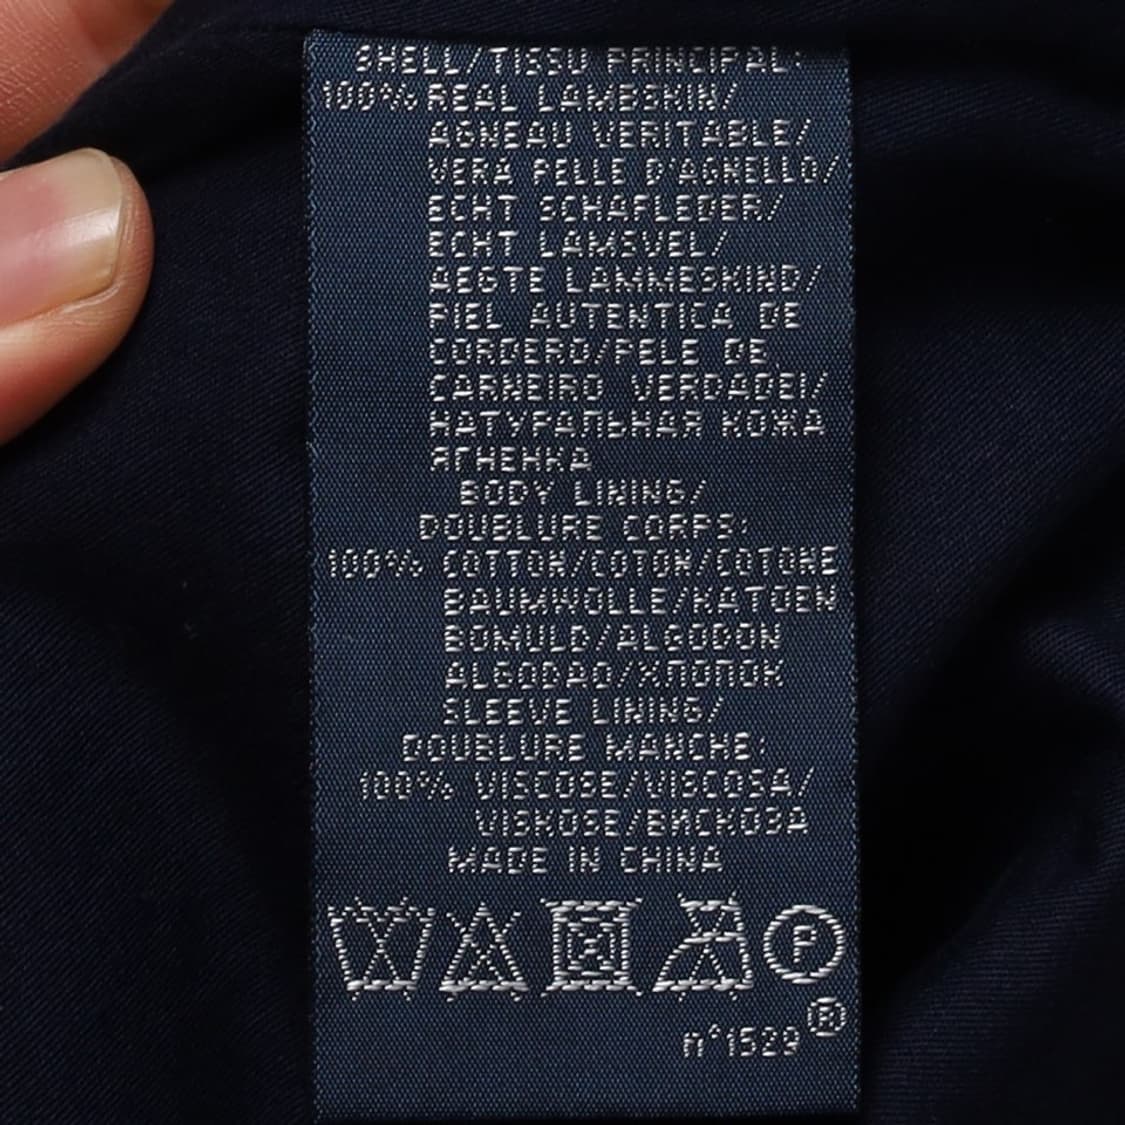 SHELL/TISSU PRINCIPAL:
100% REAL LAMBSKIN/
AGNEAU VERITABLE/
VERA PELLE D'AGNELLO/
ECHT SCHAFLEDER/
ECHT LAMSVEL/
AEGTE LAMMESKIND/
PIEL AUTENTICA DE
CORDERO/PELE DE
CARNEIRO VERDADEI/
НАТУРАЛЬНАЯ КОЖА
ЯГНЕНКА
BODY LINING/
DOUBLURE CORPS:
100% COTTON/COTON/COTONE
BAUMWOLLE/KATOEN
BOMULD/ALGODON
ALGODAO/ХЛОПОК
SLEEVE LINING/
DOUBLURE MANCHE:
100% VISCOSE/VISCOSA/
VISKOSE/ВИСКОЗА
MADE IN CHINA
P
®
n°1529